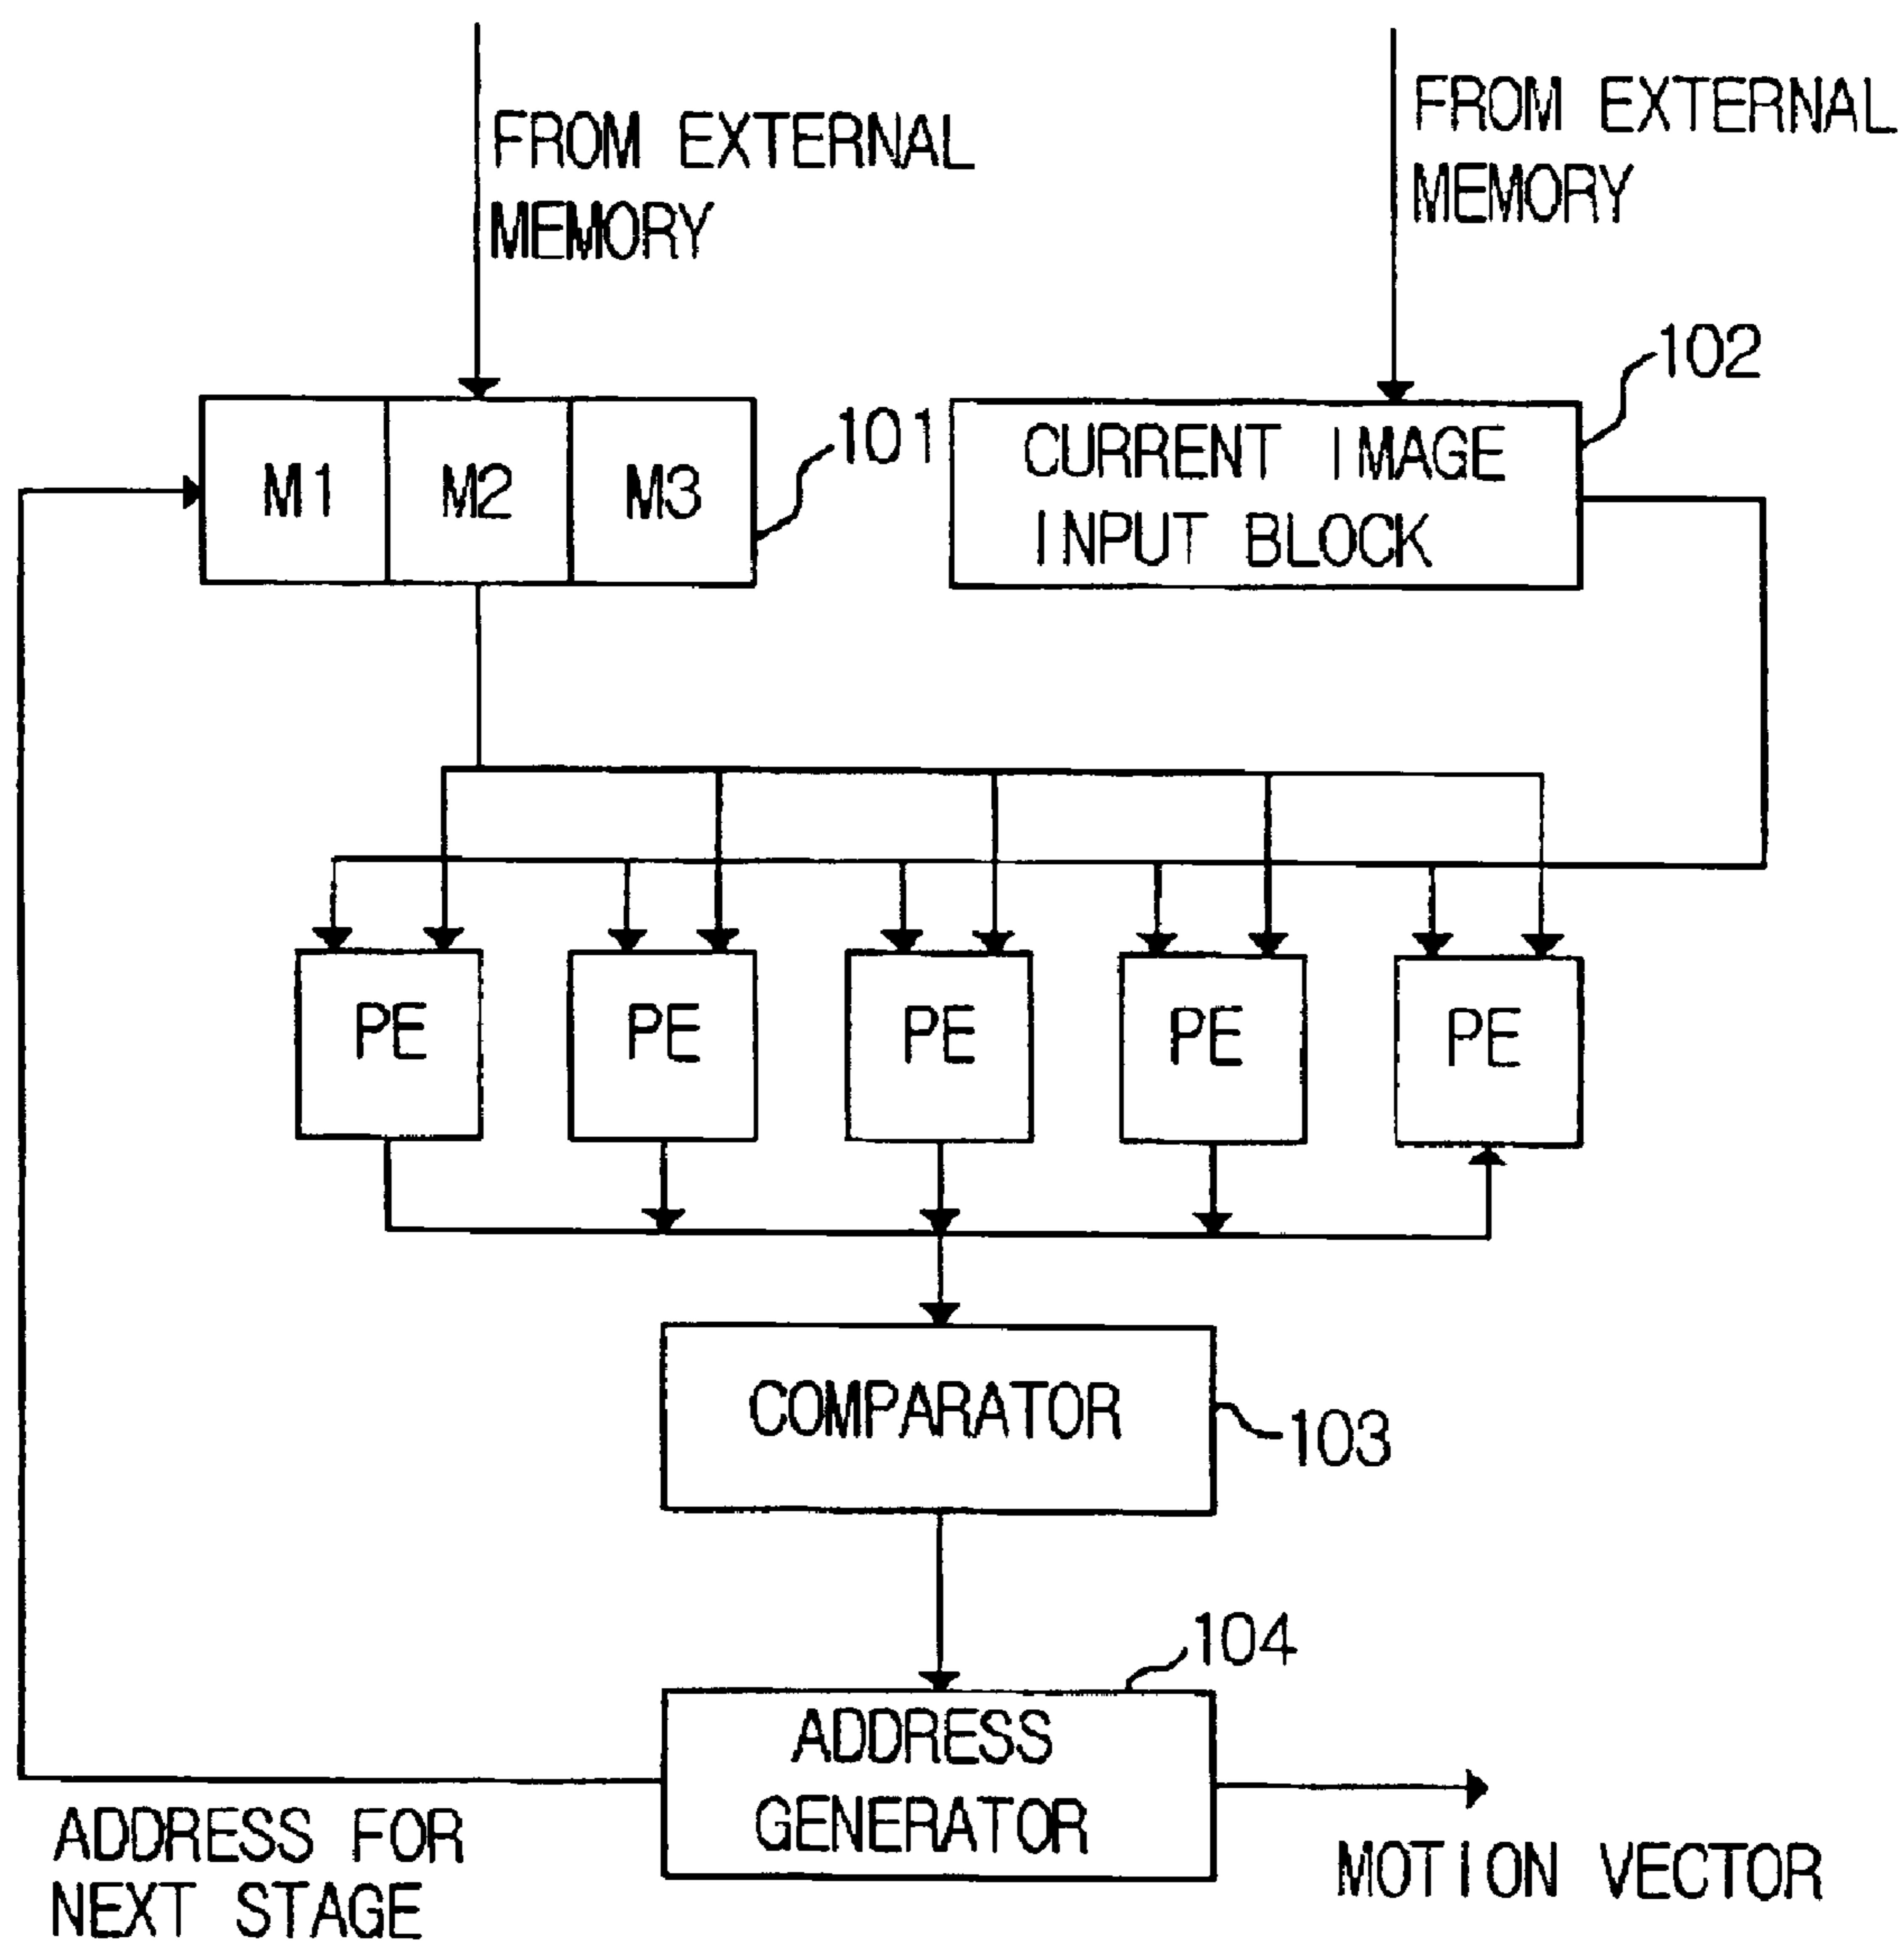 FROM EXTERNAL
MEMORY
FROM EXTERNAL
MEMORY
102
101
M1
M2
M3
CURRENT IMAGE
INPUT BLOCK
PE
PE
PE
PE
PE
COMPARATOR
103
104
ADDRESS
GENERATOR
ADDRESS FOR
NEXT STAGE
MOTION VECTOR